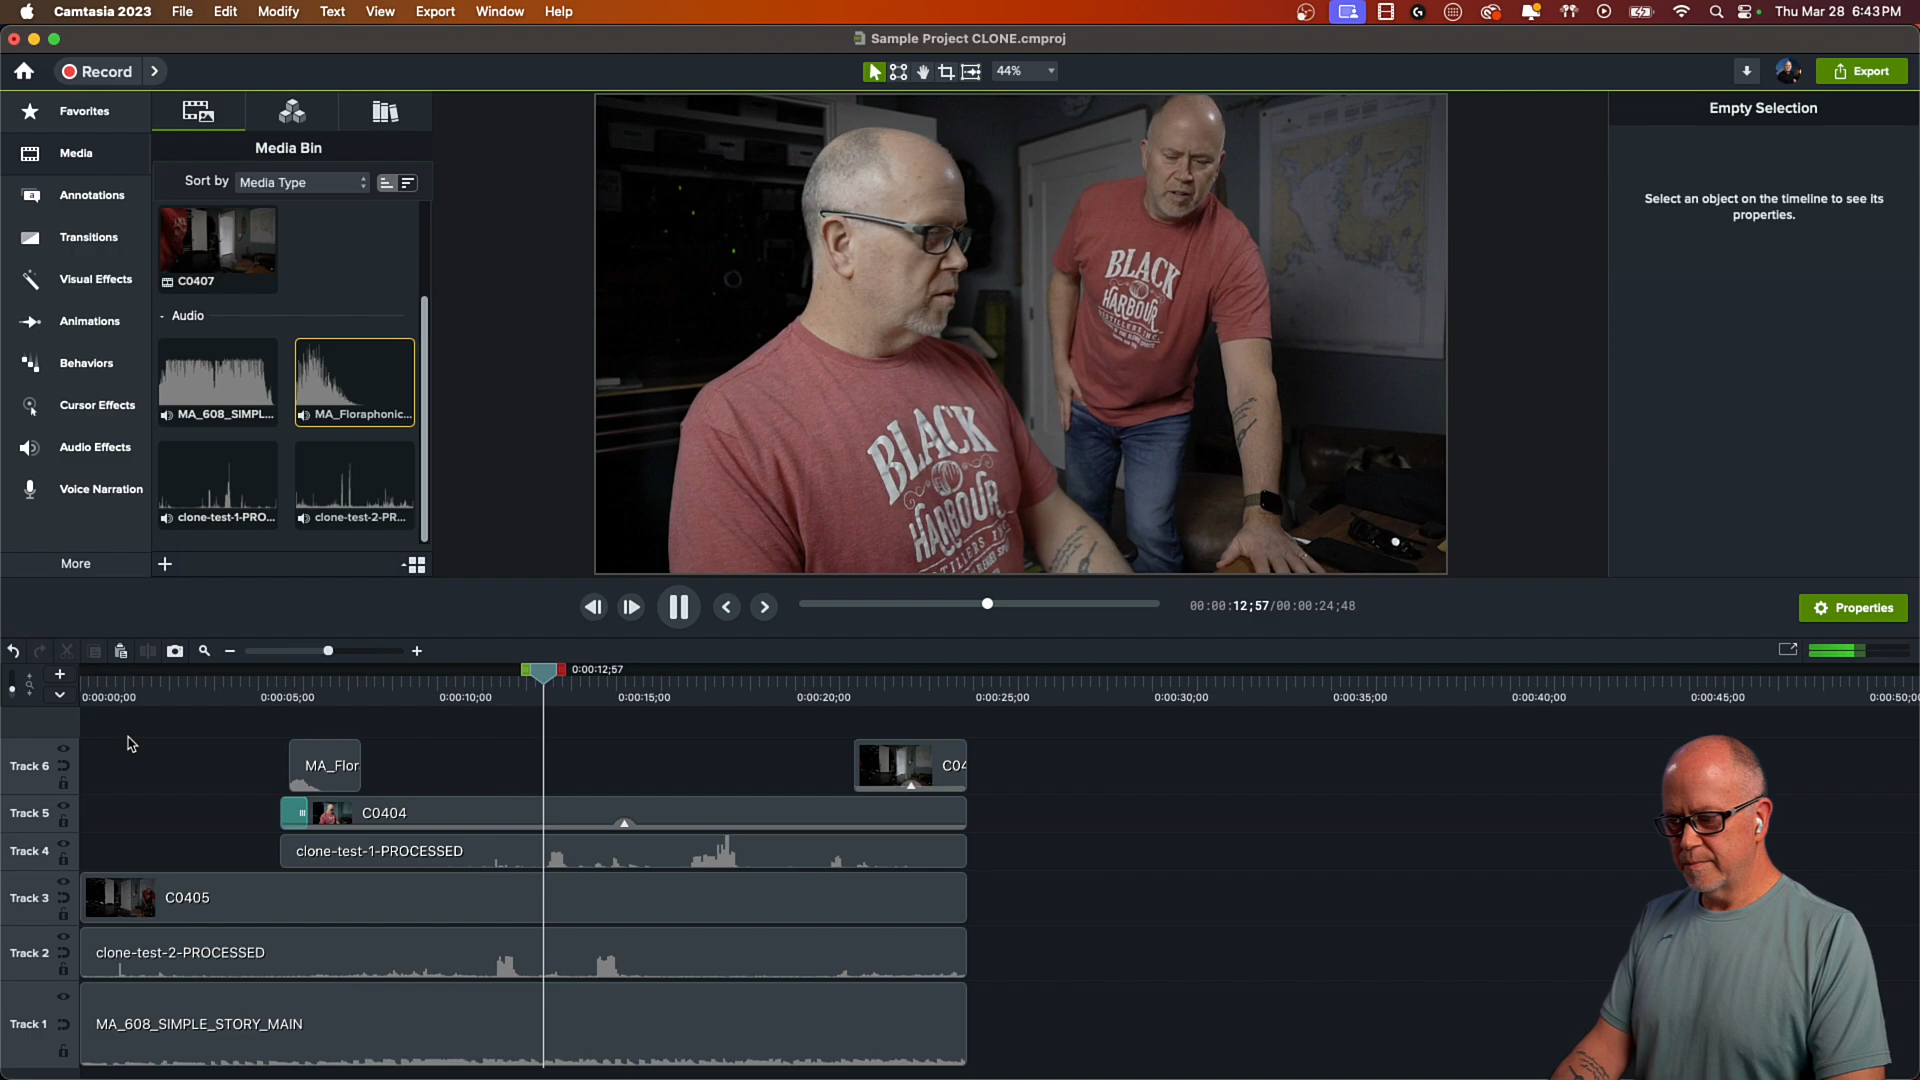 Camtasia 2023 File Edit Modify Text View Export Window Help
Thu Mar 28 6:43 PM
Sample Project CLONE.cmproj
Record
44%
Export
Favorites
Media
Annotations
Transitions
Visual Effects
Animations
Behaviors
Cursor Effects
Audio Effects
Voice Narration
More
Media Bin
Sort by Media Type
C0407
Audio
MA_608_SIMPL...
MA_Floraphonic...
clone-test-1-PRO...
clone-test-2-PR...
BLACK
HARBOUR
DISTILLERS INC.
BLACK
HARBOUR
Empty Selection
Select an object on the timeline to see its
properties.
00:00:12;57/00:00:24;48
Properties
0:00:12;57
0:00:00;00 0:00:05;00 0:00:10;00 0:00:15;00 0:00:20;00 0:00:25;00 0:00:30;00 0:00:35;00 0:00:40;00 0:00:45;00 0:00:50;00
Track 6 MA_Flor C04
Track 5 C0404
Track 4 clone-test-1-PROCESSED
Track 3 C0405
Track 2 clone-test-2-PROCESSED
Track 1 MA_608_SIMPLE_STORY_MAIN